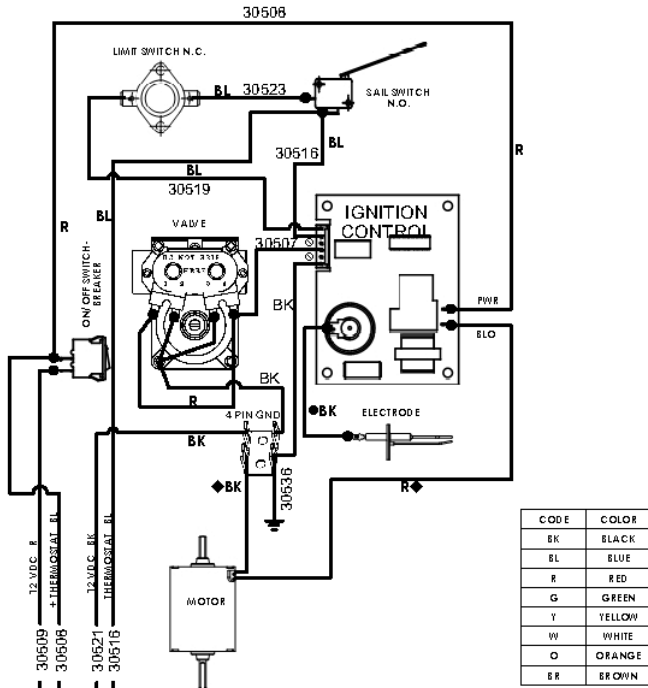 30506
LIMIT SWITCH N.C.
BL
30523
SAIL SWITCH
N.O.
30516
BL
R
BL
30519
BL
R
VALVE
IGNITION
CONTROL
30507
ON/OFF SWITCH-
BREAKER
BK
PWR
BLO
BK
R
4 PIN GND
●BK
ELECTRODE
BK
◆BK
30536
R◆
12 VDC R
+ THERMOSTAT BL
12 VDC BK
THERMOSTAT BL
MOTOR
30509
30508
30521
30516
CODE COLOR
BK BLACK
BL BLUE
R RED
G GREEN
Y YELLOW
W WHITE
O ORANGE
BR BROWN